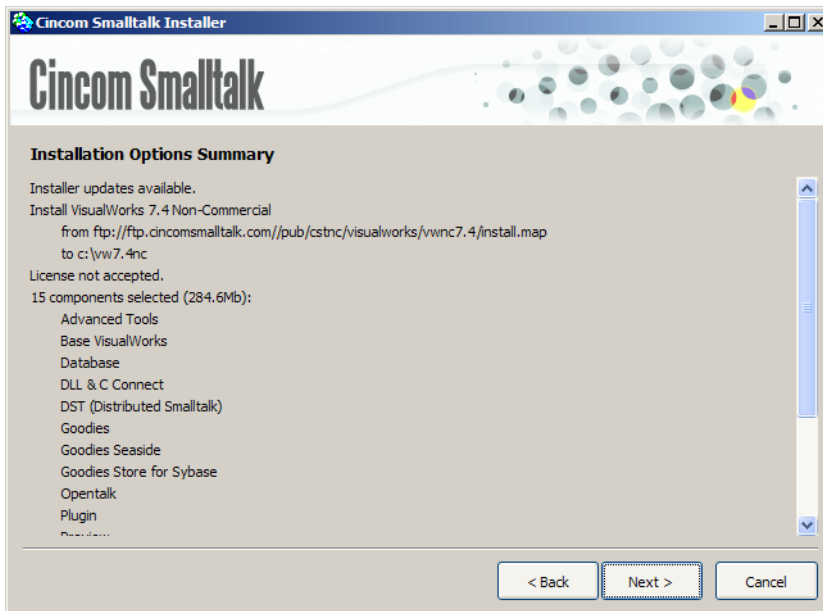 Cincom Smalltalk Installer
Cincom Smalltalk
Installation Options Summary
Installer updates available.
Install VisualWorks 7.4 Non-Commercial
from ftp://ftp.cincomsmalltalk.com//pub/cstnc/visualworks/vwnc7.4/install.map
to c:\vw7.4nc
License not accepted.
15 components selected (284.6Mb):
Advanced Tools
Base VisualWorks
Database
DLL & C Connect
DST (Distributed Smalltalk)
Goodies
Goodies Seaside
Goodies Store for Sybase
Opentalk
Plugin
< Back
Next >
Cancel